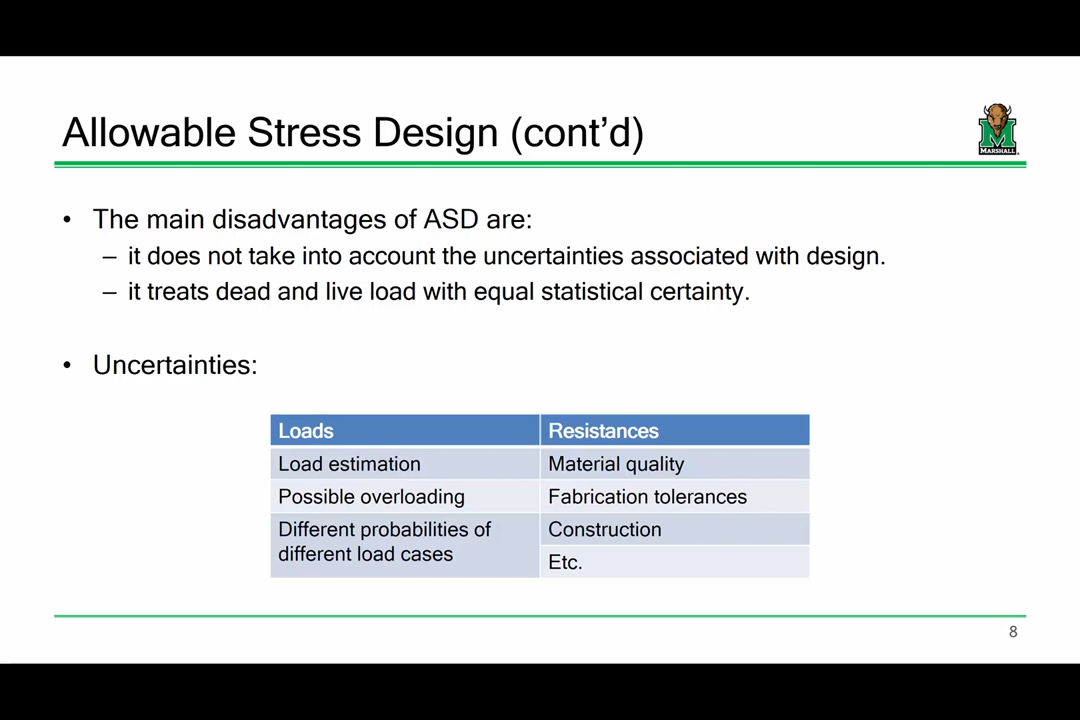 Allowable Stress Design (cont’d)
M
MARSHALL
• The main disadvantages of ASD are:
– it does not take into account the uncertainties associated with design.
– it treats dead and live load with equal statistical certainty.
• Uncertainties:
Loads Resistances
Load estimation Material quality
Possible overloading Fabrication tolerances
Different probabilities of Construction
different load cases
Etc.
8